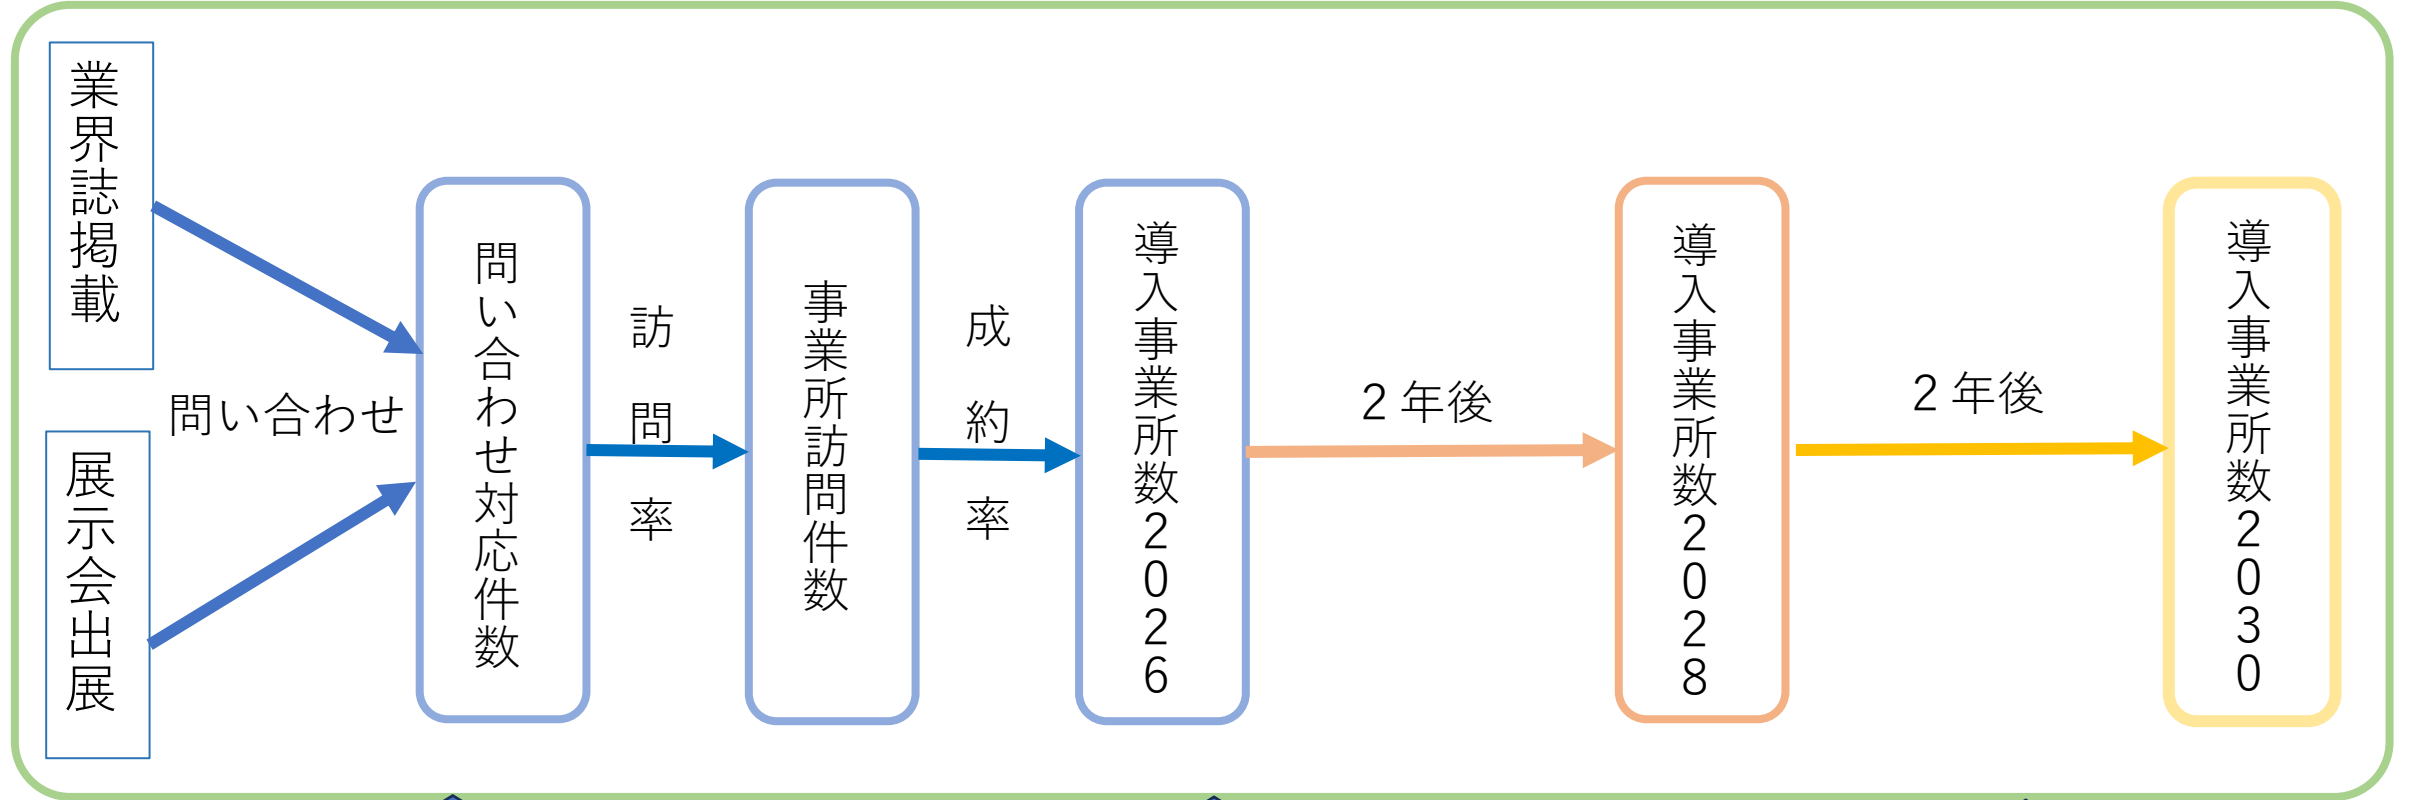 業界誌掲載
展示会出展
問い合わせ
問い合わせ対応件数
訪問率
事業所訪問件数
成約率
導入事業所数2026
2年後
導入事業所数2028
2年後
導入事業所数2030